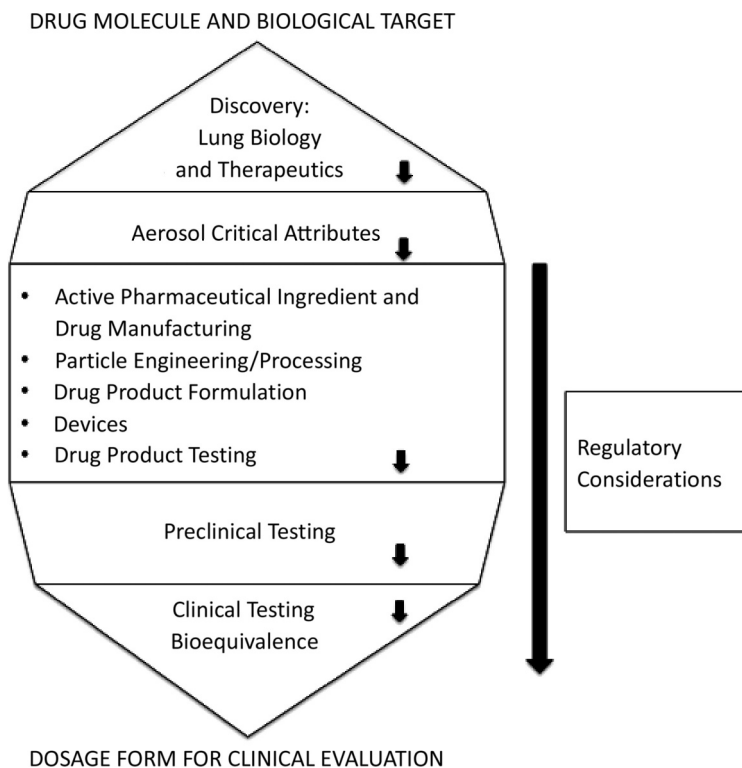 DRUG MOLECULE AND BIOLOGICAL TARGET
Discovery:
Lung Biology
and Therapeutics
Aerosol Critical Attributes
• Active Pharmaceutical Ingredient and
Drug Manufacturing
• Particle Engineering/Processing
• Drug Product Formulation
• Devices
• Drug Product Testing
Regulatory
Considerations
Preclinical Testing
Clinical Testing
Bioequivalence
DOSAGE FORM FOR CLINICAL EVALUATION